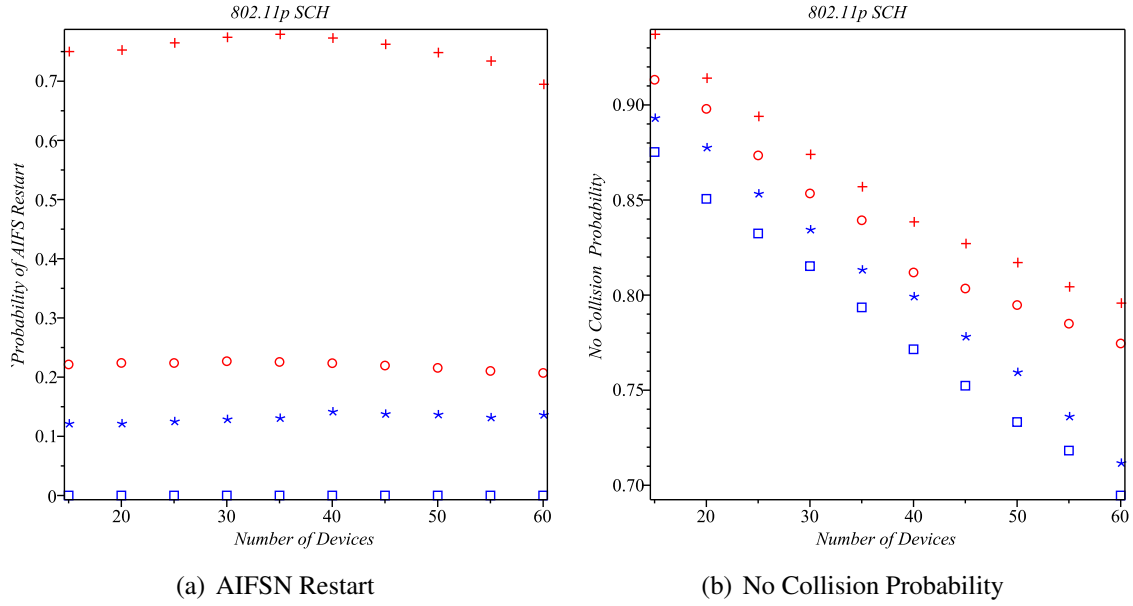 802.11p SCH
0.7
0.6
0.5
0.4
0.3
0.2
0.1
0
20 30 40 50 60
Number of Devices
`Probability of AIFS Restart
(a) AIFSN Restart
802.11p SCH
0.90
0.85
0.80
0.75
0.70
20 30 40 50 60
Number of Devices
No Collision Probability
(b) No Collision Probability